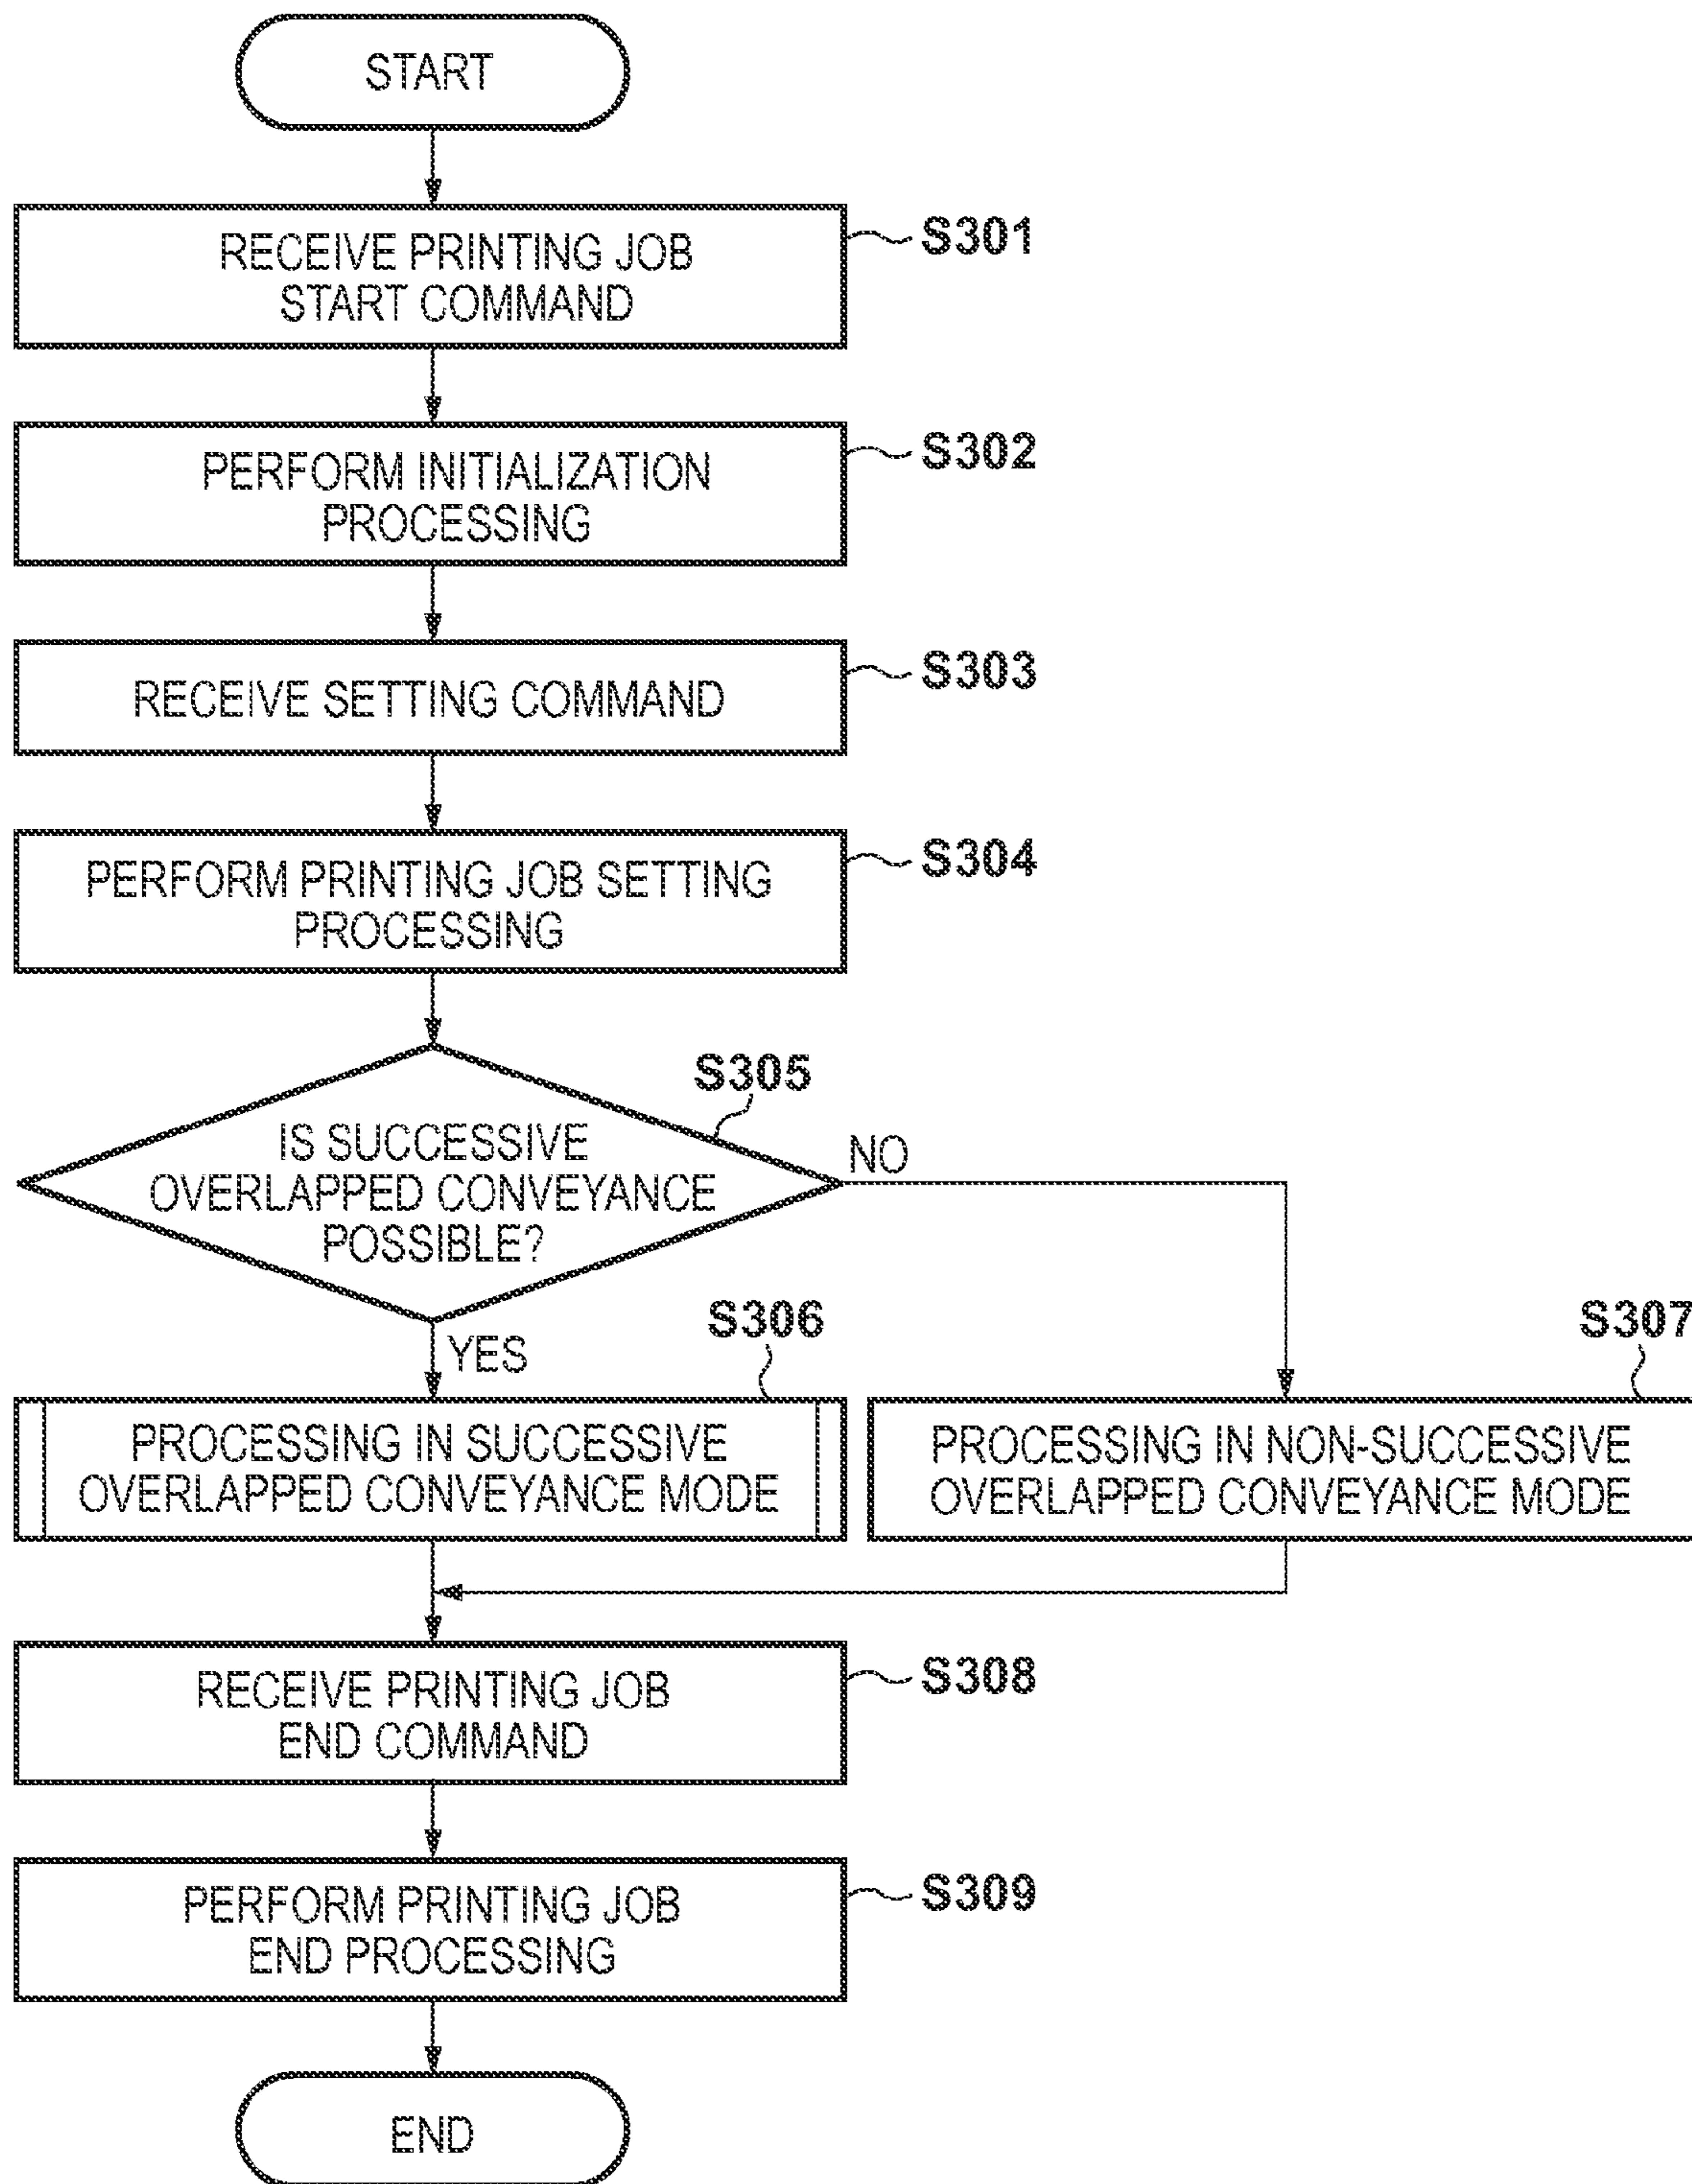 START
RECEIVE PRINTING JOB
START COMMAND
S301
PERFORM INITIALIZATION
PROCESSING
S302
RECEIVE SETTING COMMAND
S303
PERFORM PRINTING JOB SETTING
PROCESSING
S304
S305
IS SUCCESSIVE
OVERLAPPED CONVEYANCE
POSSIBLE?
NO
YES
S306
PROCESSING IN SUCCESSIVE
OVERLAPPED CONVEYANCE MODE
S307
PROCESSING IN NON-SUCCESSIVE
OVERLAPPED CONVEYANCE MODE
RECEIVE PRINTING JOB
END COMMAND
S308
PERFORM PRINTING JOB
END PROCESSING
S309
END